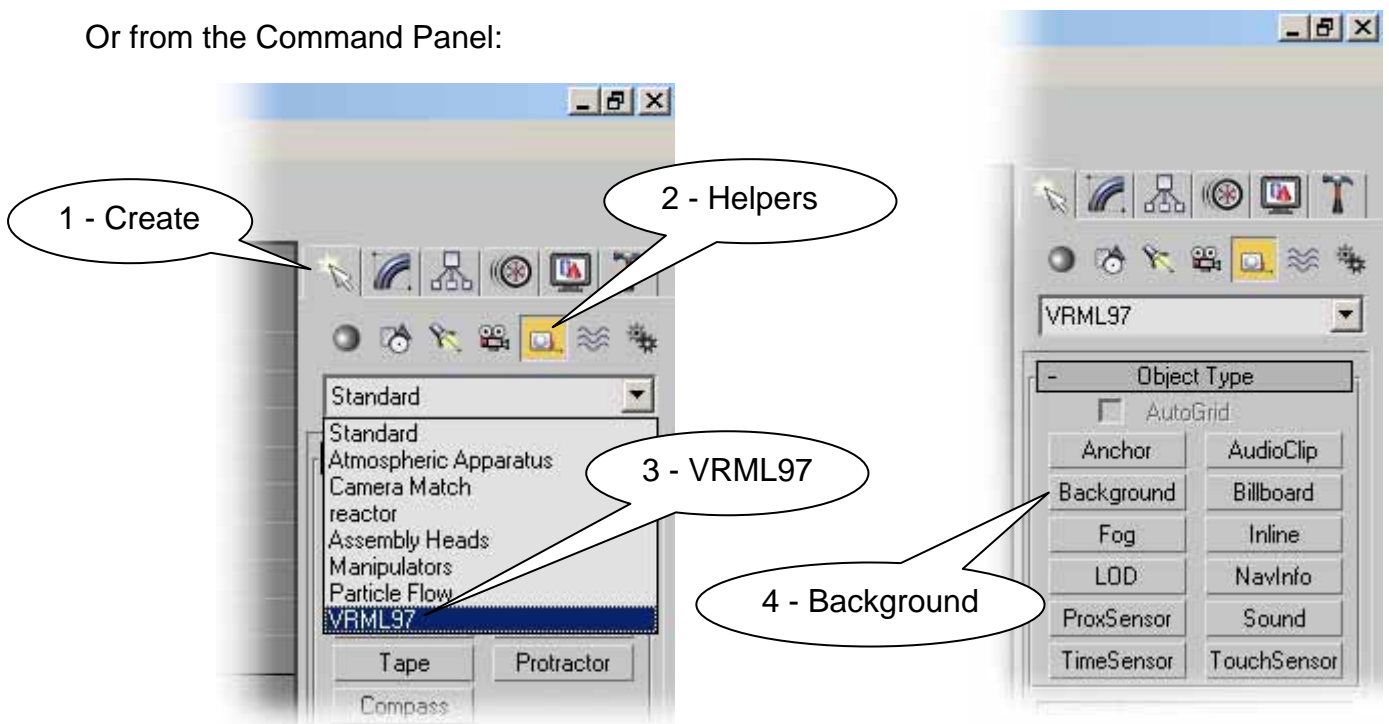 Or from the Command Panel:
1 - Create
2 - Helpers
Standard
Standard
Atmospheric Apparatus
Camera Match
reactor
Assembly Heads
Manipulators
Particle Flow
VRML97
3 - VRML97
Tape Protractor
Compass
VRML97
- Object Type
AutoGrid
Anchor AudioClip
Background Billboard
Fog Inline
LOD NavInfo
ProxSensor Sound
TimeSensor TouchSensor
4 - Background